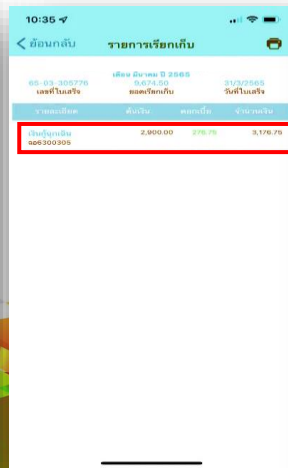 10:35
ย้อนกลับ รายการเรียกเก็บ
เดือน มีนาคม ปี 2565
65-03-305776 9,674.50 31/3/2565
เลขที่ใบเสร็จ ยอดเรียกเก็บ วันที่ใบเสร็จ
รายละเอียด ต้นเงิน ดอกเบี้ย จำนวนเงิน
เงินกู้ฉุกเฉิน 2,900.00 276.75 3,176.75
ฉอ6300305